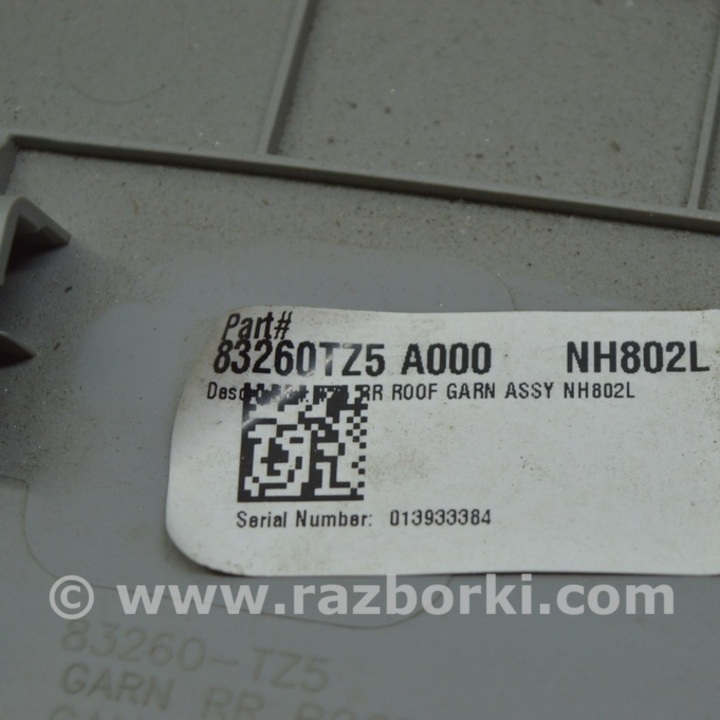 Part#
83260TZ5 A000 NH802L
RR ROOF GARN ASSY NH802L
Serial Number: 013933384
© www.razborki.com
83260-TZ5
GARN RR